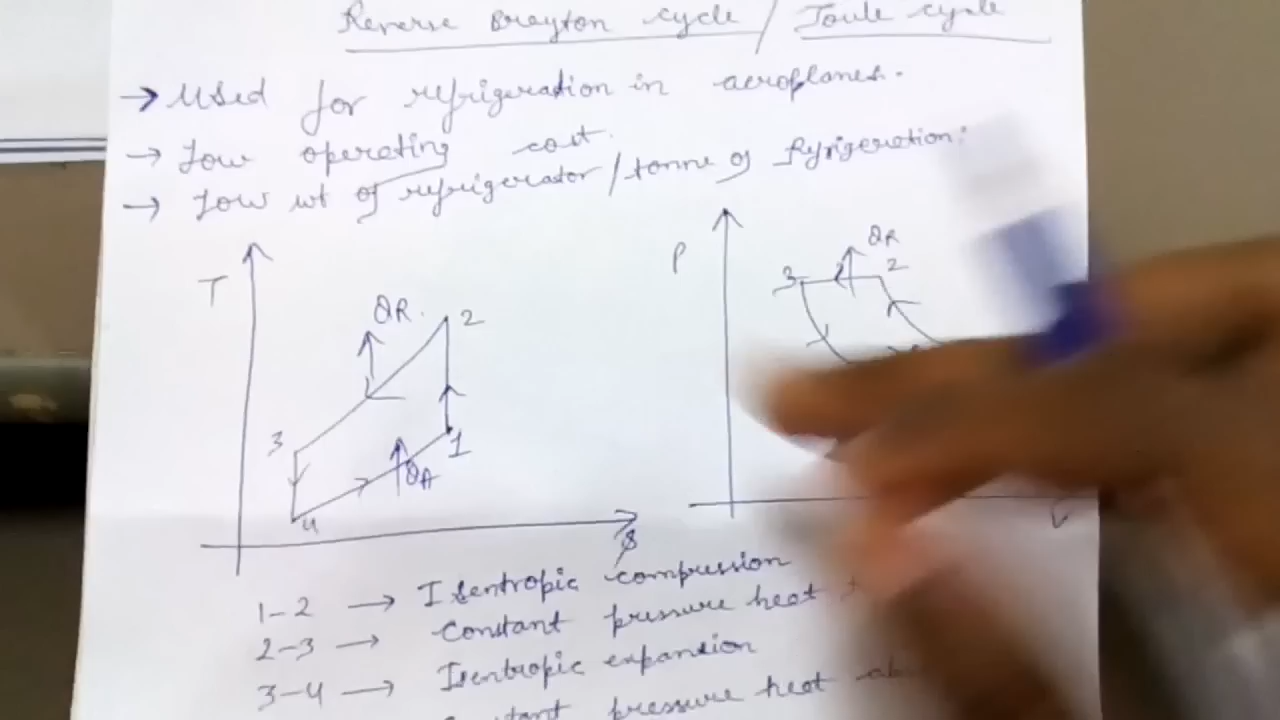 Reverse Brayton cycle / Joule cycle
→ Used for refrigeration in aeroplanes.
→ Low operating cost.
→ Low wt of refrigerator / tonne of refrigeration.
T
QR.
2
3
1
QA
4
S
P
QR
3
2
V
1-2 → Isentropic compression
2-3 → Constant pressure heat
3-4 → Isentropic expansion
pressure heat